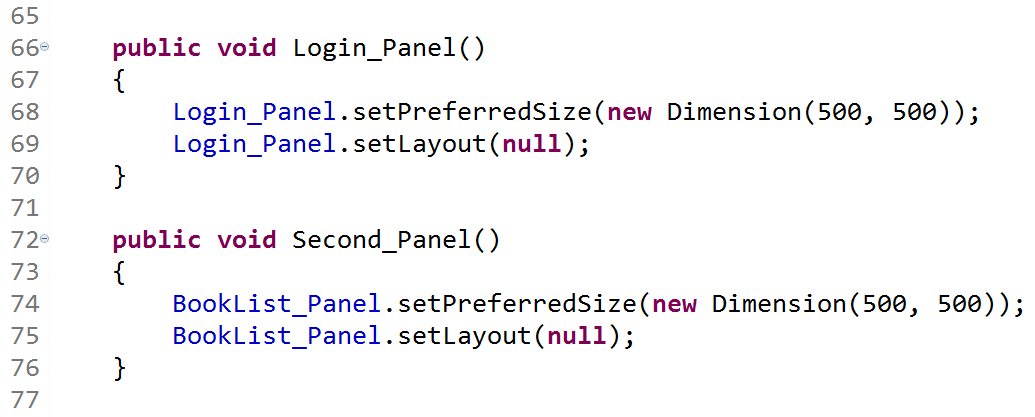 65
66 public void Login_Panel()
67 {
68 Login_Panel.setPreferredSize(new Dimension(500, 500));
69 Login_Panel.setLayout(null);
70 }
71
72 public void Second_Panel()
73 {
74 BookList_Panel.setPreferredSize(new Dimension(500, 500));
75 BookList_Panel.setLayout(null);
76 }
77